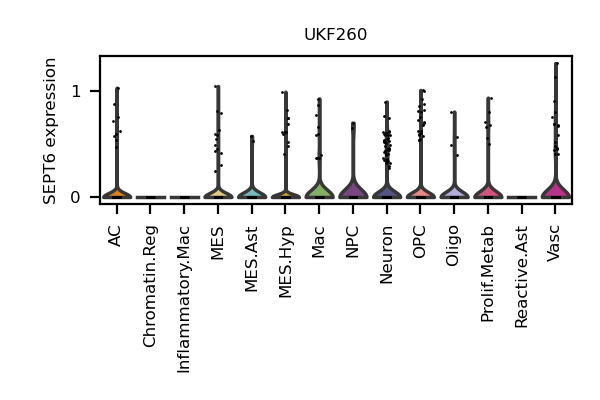 UKF260
SEPT6 expression
1
0
AC
Chromatin.Reg
Inflammatory.Mac
MES
MES.Ast
MES.Hyp
Mac
NPC
Neuron
OPC
Oligo
Prolif.Metab
Reactive.Ast
Vasc